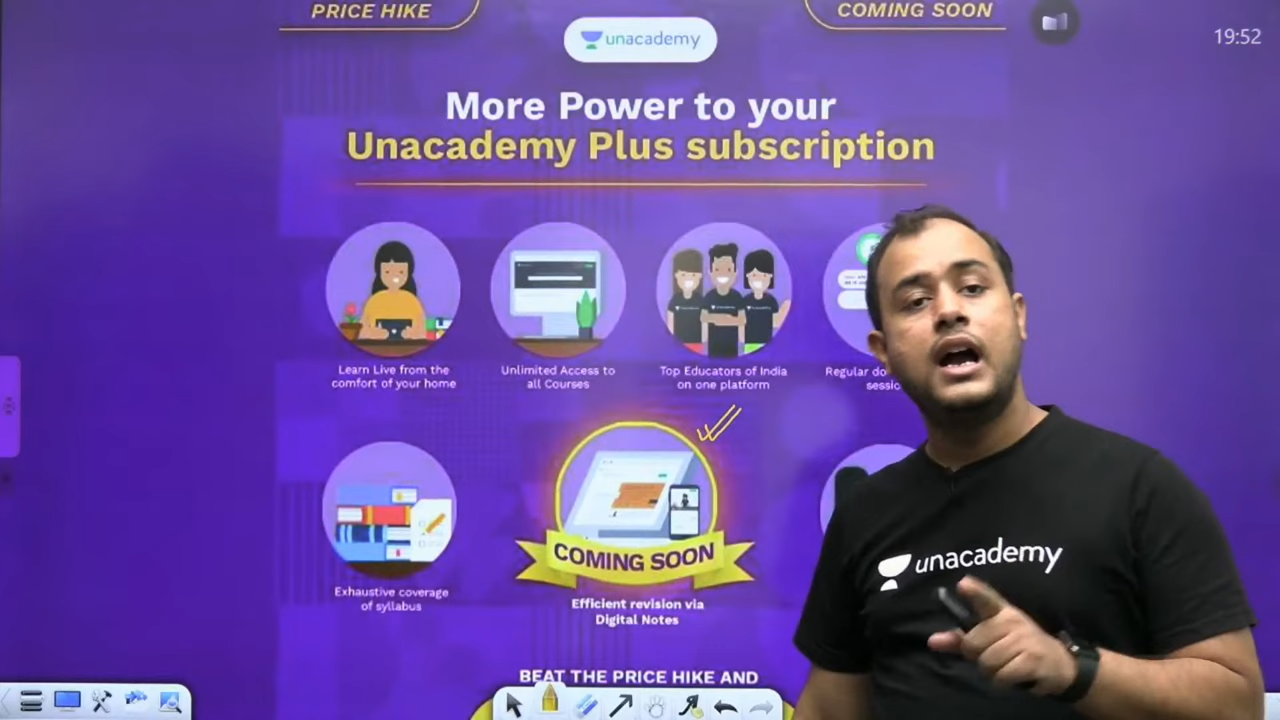 PRICE HIKE
COMING SOON
unacademy
19:52
More Power to your
Unacademy Plus subscription
Learn Live from the
comfort of your home
Unlimited Access to
all Courses
Top Educators of India
on one platform
Regular
COMING SOON
unacademy
Exhaustive coverage
of syllabus
Efficient revision via
Digital Notes
BEAT THE PRICE HIKE AND